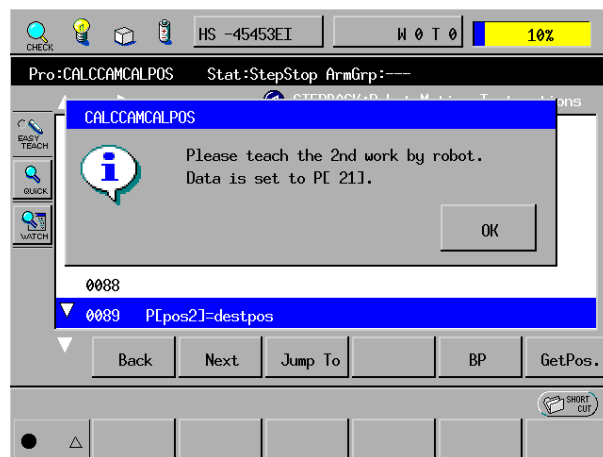 CHECK
HS -45453EI
W 0 T 0
10%
Pro:CALCCAMCALPOS Stat:StepStop ArmGrp:---
EASY
TEACH
QUICK
WATCH
CALCCAMCALPOS
Please teach the 2nd work by robot.
Data is set to P[ 21].
OK
0088
0089 P[pos2]=destpos
Back Next Jump To BP GetPos.
SHORT
CUT